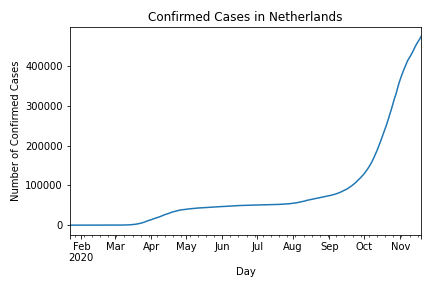 Confirmed Cases in Netherlands
Number of Confirmed Cases
400000
300000
200000
100000
0
Feb Mar Apr May Jun Jul Aug Sep Oct Nov
2020
Day